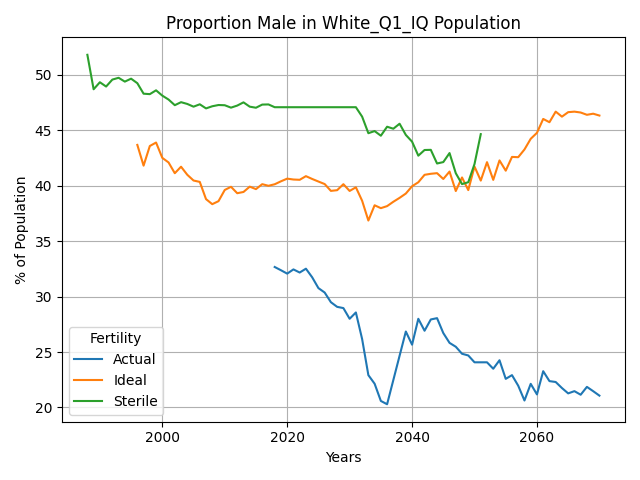 Proportion Male in White_Q1_IQ Population
% of Population
50
45
40
35
30
25
20
Fertility
Actual
Ideal
Sterile
2000
2020
2040
2060
Years